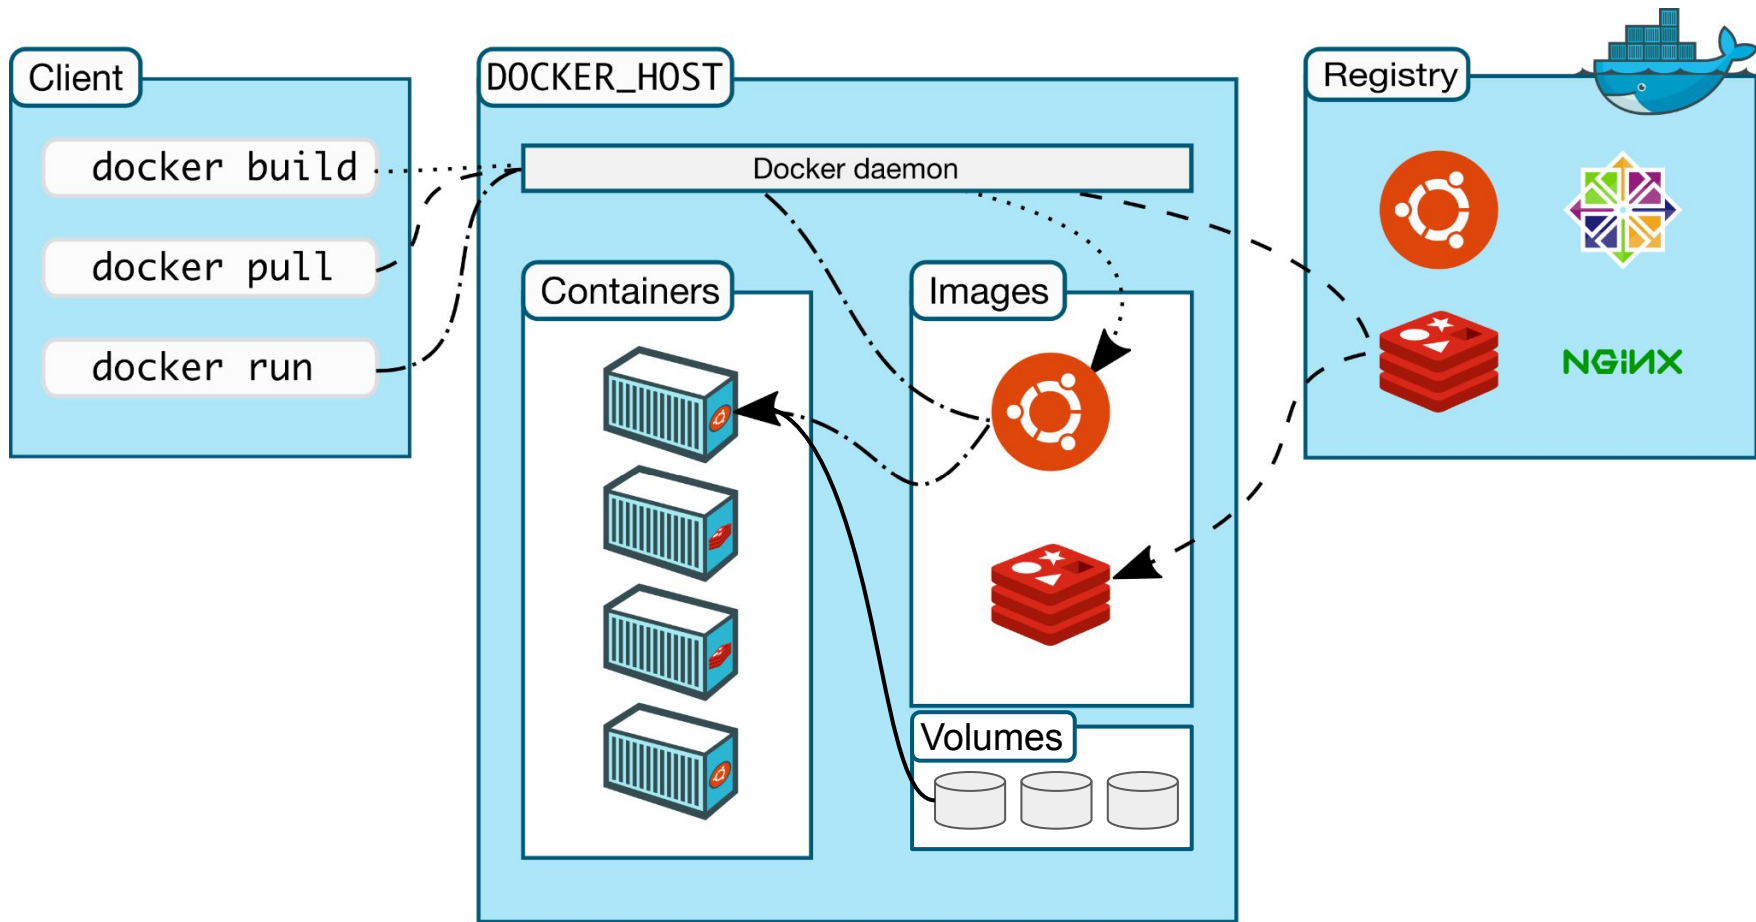 Client
docker build
docker pull
docker run
DOCKER_HOST
Docker daemon
Containers
Images
Volumes
Registry
NGiNX